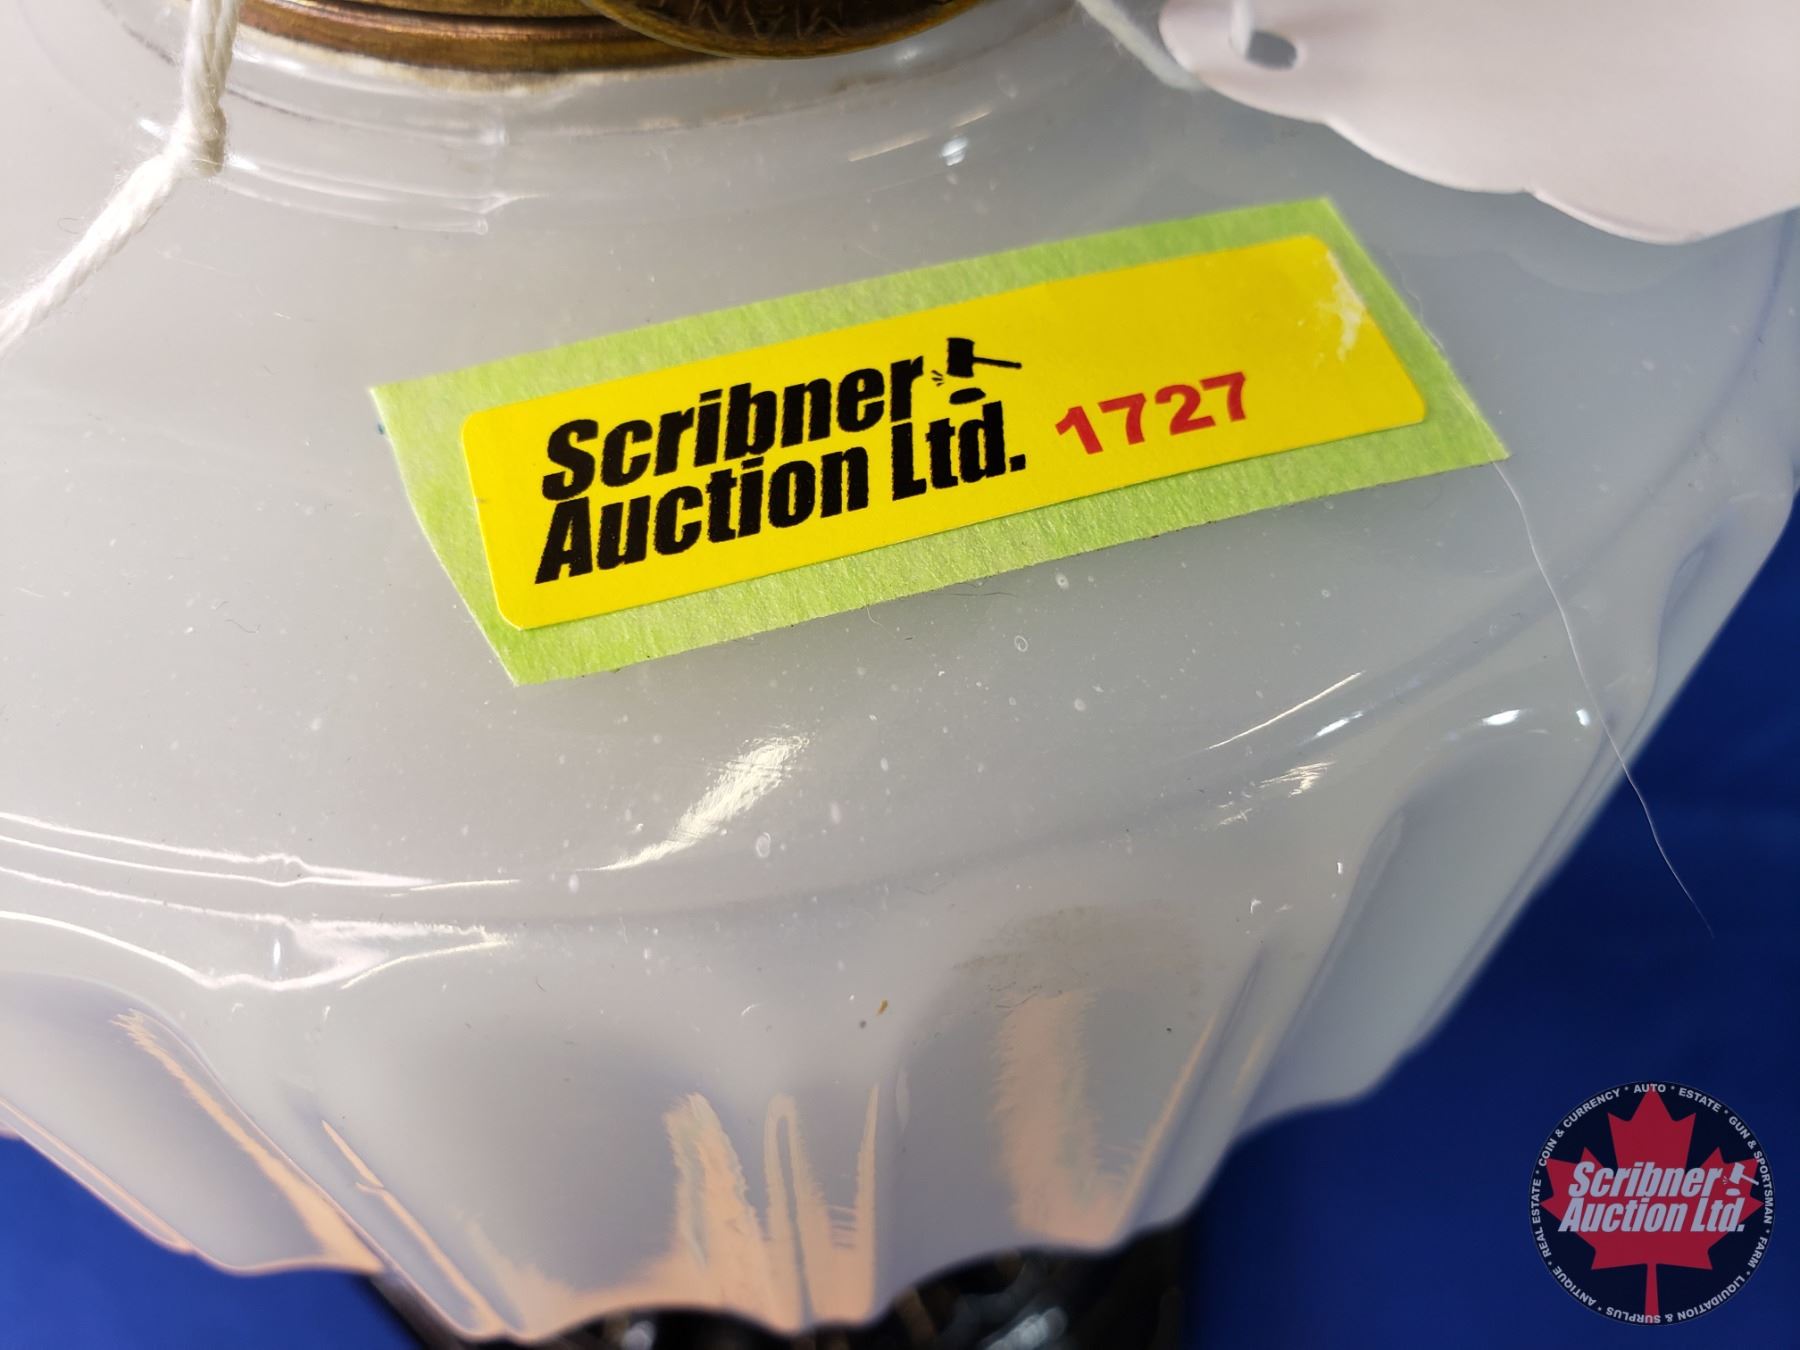 Scribner
Auction Ltd.
1727
COIN & CURRENCY * AUTO * ESTATE * GUN & SPORTSMAN * FARM * LIQUIDATION & SURPLUS * ANTIQUE * REAL ESTATE *
Scribner
Auction Ltd.